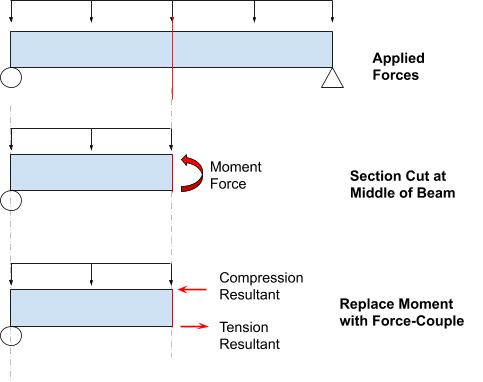 Applied
Forces
Moment
Force
Section Cut at
Middle of Beam
Compression
Resultant
Replace Moment
with Force-Couple
Tension
Resultant